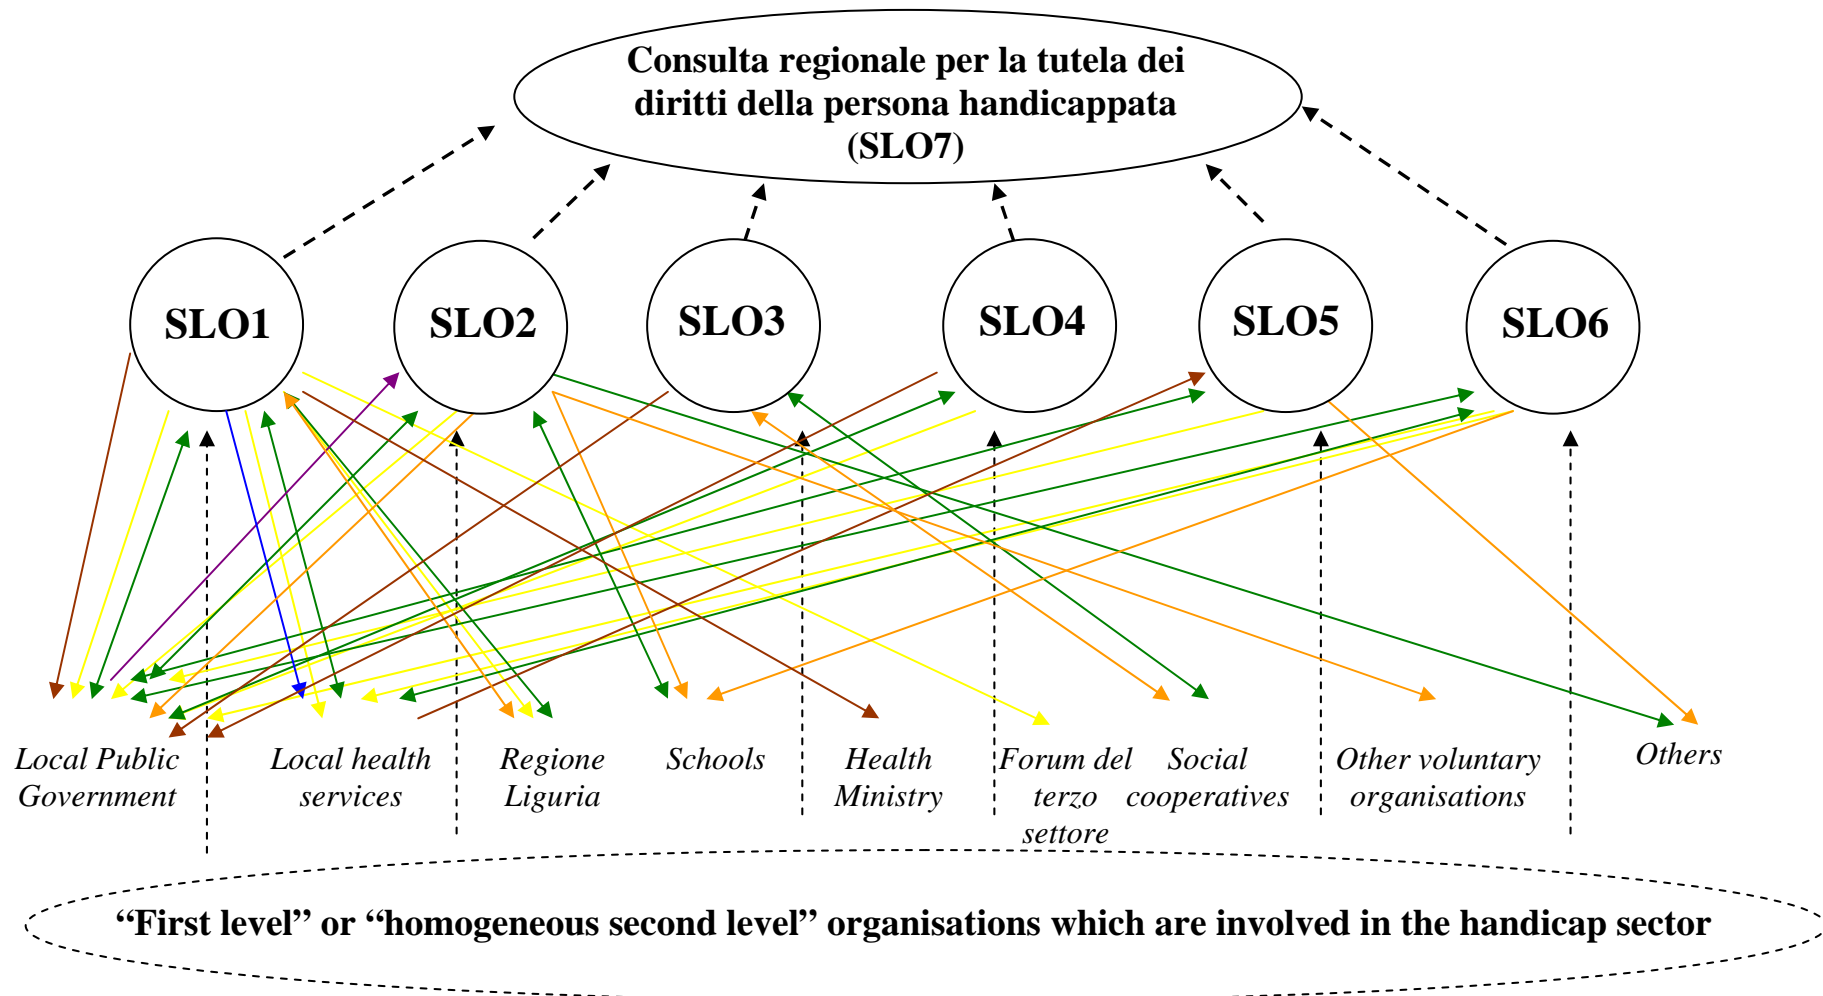 Consulta regionale per la tutela dei
diritti della persona handicappata
(SLO7)
SLO1
SLO2
SLO3
SLO4
SLO5
SLO6
Local Public
Government
Local health
services
Regione
Liguria
Schools
Health
Ministry
Forum del
terzo
settore
Social
cooperatives
Other voluntary
organisations
Others
“First level” or “homogeneous second level” organisations which are involved in the handicap sector